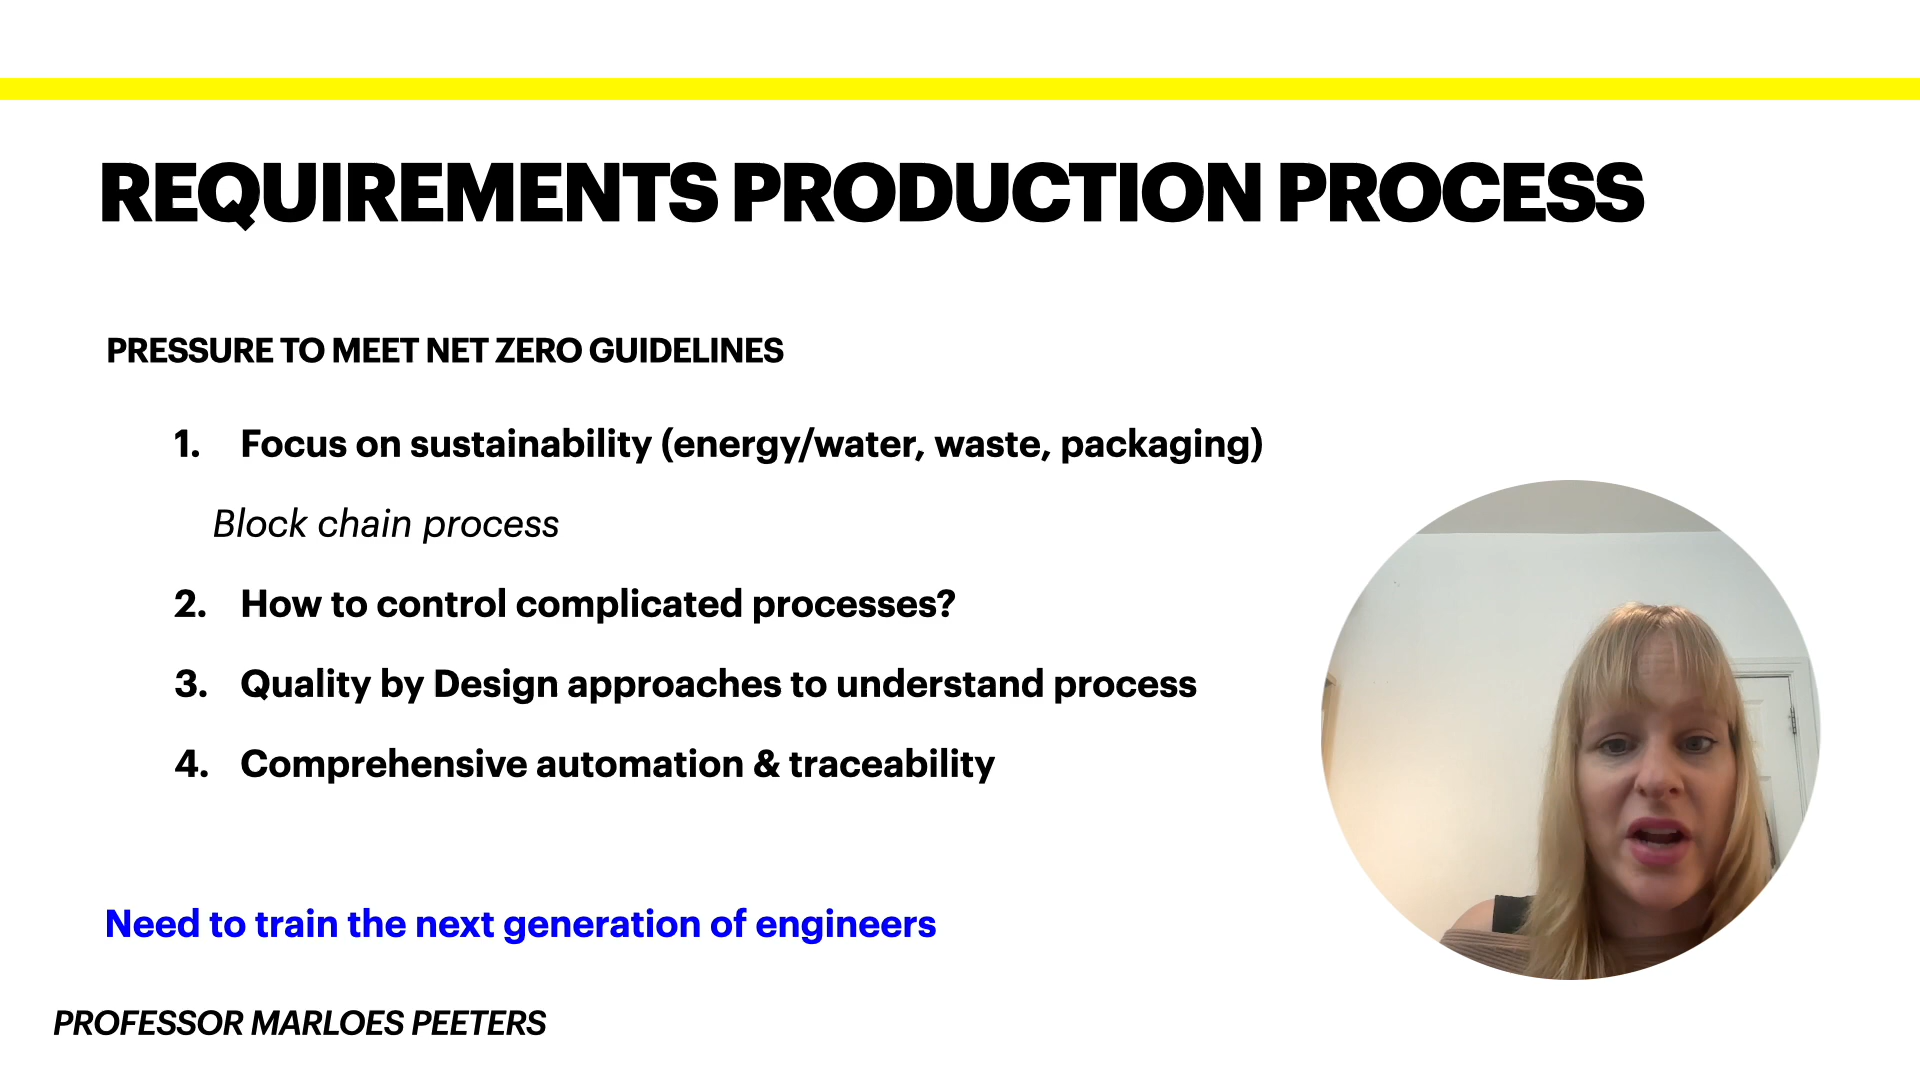 REQUIREMENTS PRODUCTION PROCESS
PRESSURE TO MEET NET ZERO GUIDELINES
1. Focus on sustainability (energy/water, waste, packaging)
Block chain process
2. How to control complicated processes?
3. Quality by Design approaches to understand process
4. Comprehensive automation & traceability
Need to train the next generation of engineers
PROFESSOR MARLOES PEETERS